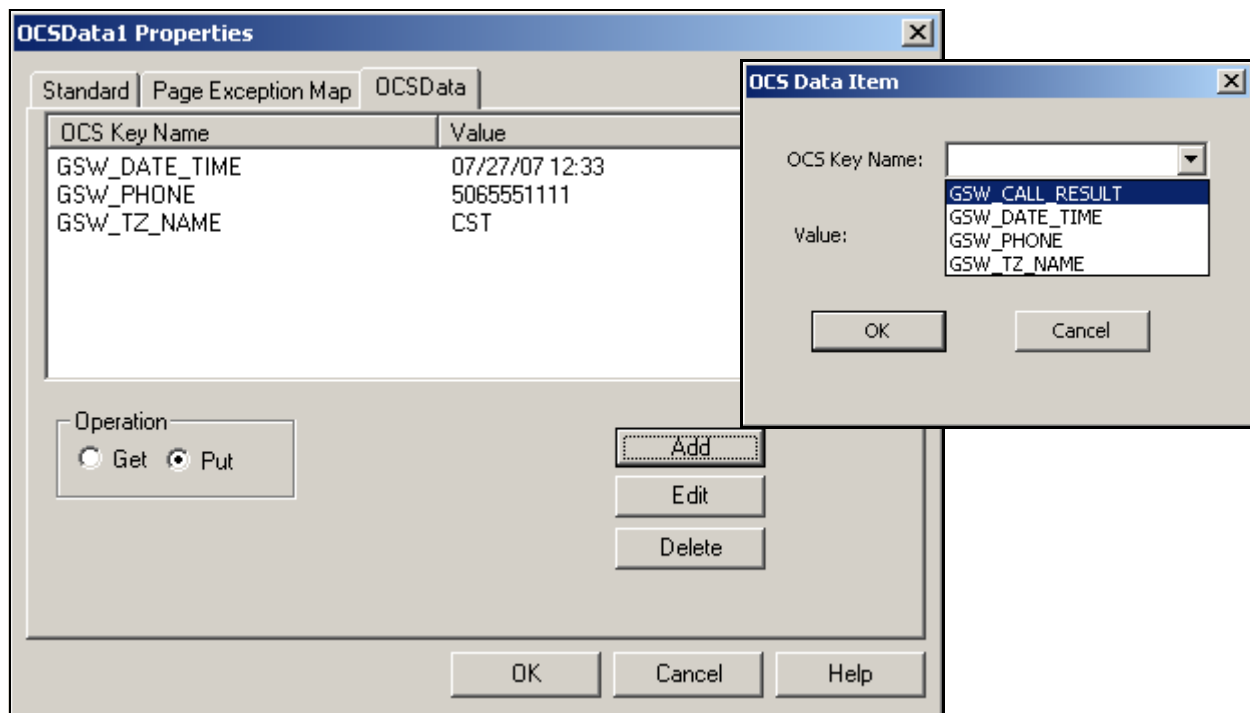 OCSData1 Properties
Standard Page Exception Map OCSData
OCS Key Name Value
GSW_DATE_TIME 07/27/07 12:33
GSW_PHONE 5065551111
GSW_TZ_NAME CST
Operation
Get Put
Add
Edit
Delete
OK Cancel Help
OCS Data Item
OCS Key Name:
GSW_CALL_RESULT
GSW_DATE_TIME
GSW_PHONE
GSW_TZ_NAME
Value:
OK Cancel